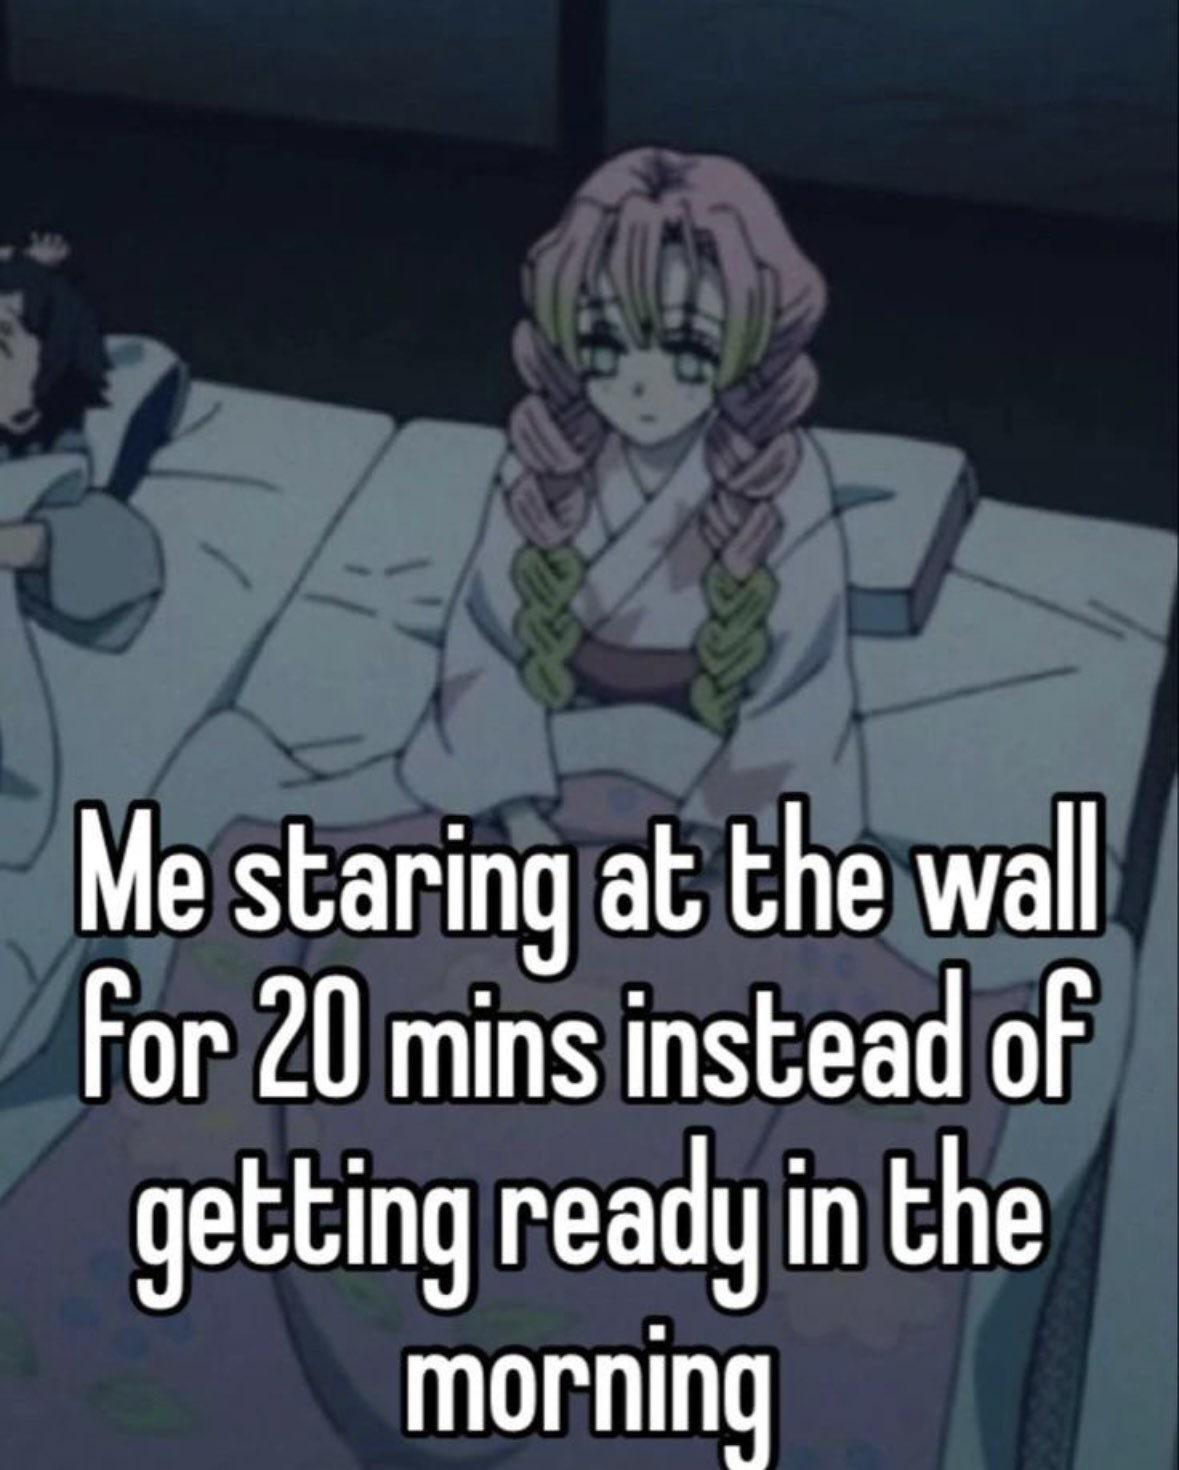 Me staring at the wall
for 20 mins instead of
getting ready in the
morning